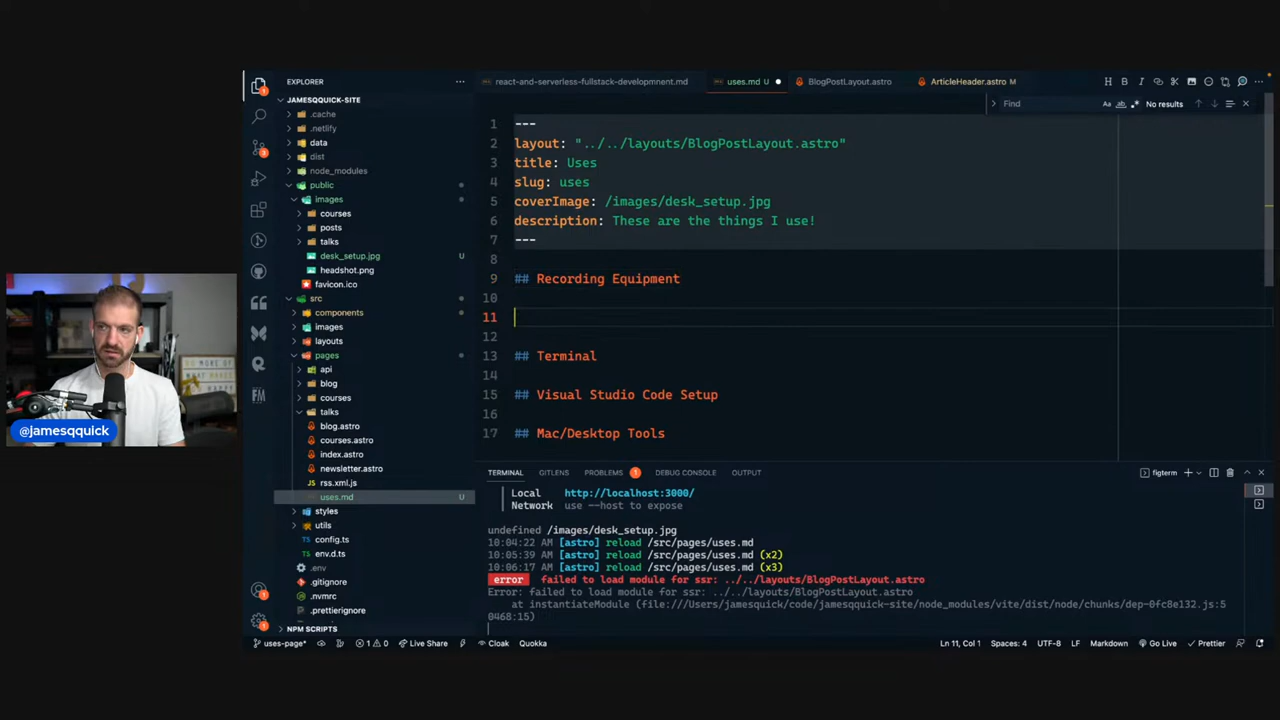 EXPLORER
JAMESQQUICK-SITE
.cache
.netlify
data
dist
node_modules
public
images
courses
posts
talks
desk_setup.jpg U
headshot.png
favicon.ico
src
components
images
layouts
pages
api
blog
courses
talks
blog.astro
courses.astro
index.astro
newsletter.astro
rss.xml.js
uses.md U
styles
utils
config.ts
env.d.ts
.env
.gitignore
.nvmrc
.prettierignore
NPM SCRIPTS
react-and-serverless-fullstack-developmnent.md
uses.md U
BlogPostLayout.astro
ArticleHeader.astro M
Find
No results
1 ---
2 layout: "../../layouts/BlogPostLayout.astro"
3 title: Uses
4 slug: uses
5 coverImage: /images/desk_setup.jpg
6 description: These are the things I use!
7 ---
8
9 ## Recording Equipment
10
11
12
13 ## Terminal
14
15 ## Visual Studio Code Setup
16
17 ## Mac/Desktop Tools
TERMINAL GITLENS PROBLEMS 1 DEBUG CONSOLE OUTPUT
figterm
Local http://localhost:3000/
Network use --host to expose
undefined /images/desk_setup.jpg
10:04:22 AM [astro] reload /src/pages/uses.md
10:05:39 AM [astro] reload /src/pages/uses.md (x2)
10:06:17 AM [astro] reload /src/pages/uses.md (x3)
error failed to load module for ssr: ../../layouts/BlogPostLayout.astro
Error: failed to load module for ssr: ../../layouts/BlogPostLayout.astro
at instantiateModule (file:///Users/jamesquick/code/jamesqquick-site/node_modules/vite/dist/node/chunks/dep-0fc8e132.js:5
0468:15)
uses-page* 1 0 Live Share Cloak Quokka
Ln 11, Col 1 Spaces: 4 UTF-8 LF Markdown Go Live Prettier
@jamesqquick